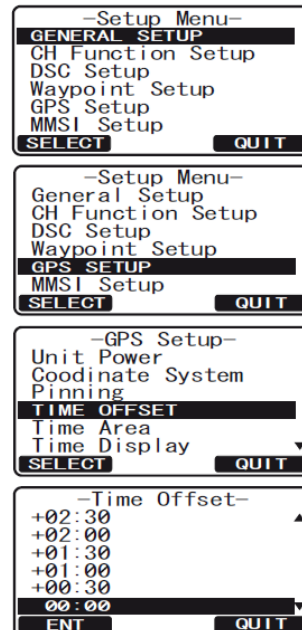 -Setup Menu-
GENERAL SETUP
CH Function Setup
DSC Setup
Waypoint Setup
GPS Setup
MMSI Setup
SELECT QUIT
-Setup Menu-
General Setup
CH Function Setup
DSC Setup
Waypoint Setup
GPS SETUP
MMSI Setup
SELECT QUIT
-GPS Setup-
Unit Power
Coodinate System
Pinning
TIME OFFSET
Time Area
Time Display
SELECT QUIT
-Time Offset-
+02:30
+02:00
+01:30
+01:00
+00:30
00:00
ENT QUIT